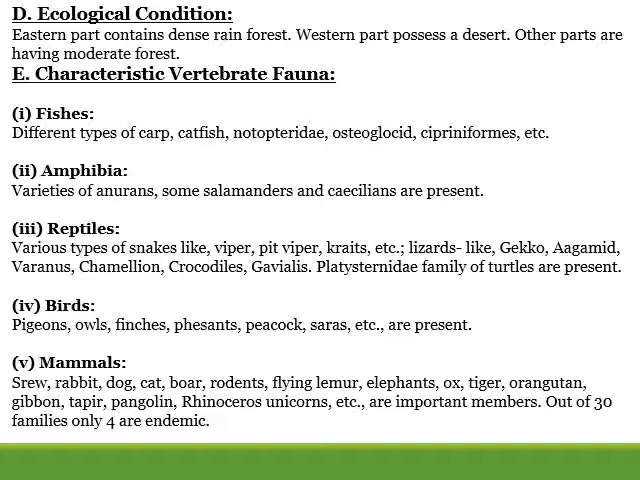 D. Ecological Condition:
Eastern part contains dense rain forest. Western part possess a desert. Other parts are
having moderate forest.
E. Characteristic Vertebrate Fauna:
(i) Fishes:
Different types of carp, catfish, notopteridae, osteoglocid, cipriniformes, etc.
(ii) Amphibia:
Varieties of anurans, some salamanders and caecilians are present.
(iii) Reptiles:
Various types of snakes like, viper, pit viper, kraits, etc.; lizards- like, Gekko, Aagamid,
Varanus, Chamellion, Crocodiles, Gavialis. Platysternidae family of turtles are present.
(iv) Birds:
Pigeons, owls, finches, phesants, peacock, saras, etc., are present.
(v) Mammals:
Srew, rabbit, dog, cat, boar, rodents, flying lemur, elephants, ox, tiger, orangutan,
gibbon, tapir, pangolin, Rhinoceros unicorns, etc., are important members. Out of 30
families only 4 are endemic.